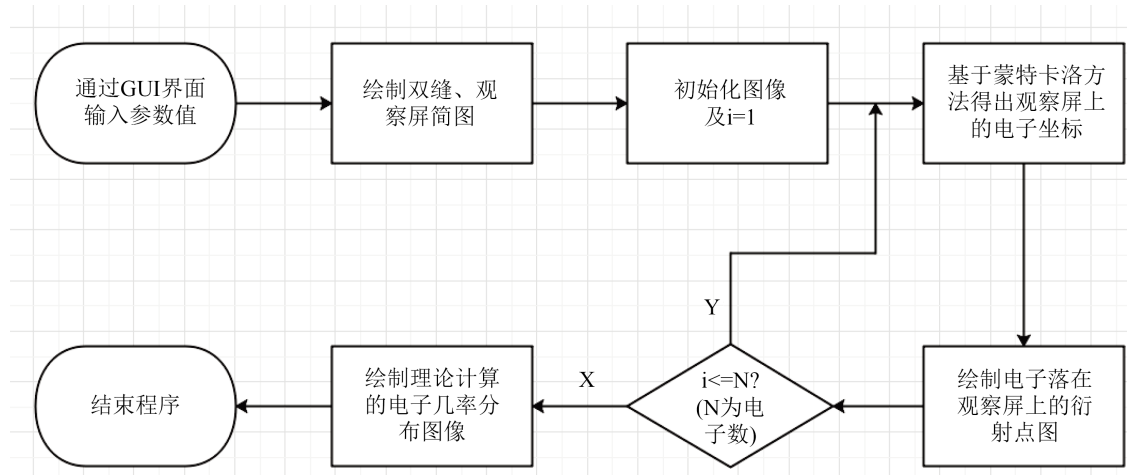 通过GUI界面
输入参数值
绘制双缝、观
察屏简图
初始化图像
及i=1
基于蒙特卡洛方
法得出观察屏上
的电子坐标
Y
结束程序
绘制理论计算
的电子几率分
布图像
X
i<=N?
(N为电
子数)
绘制电子落在
观察屏上的衍
射点图